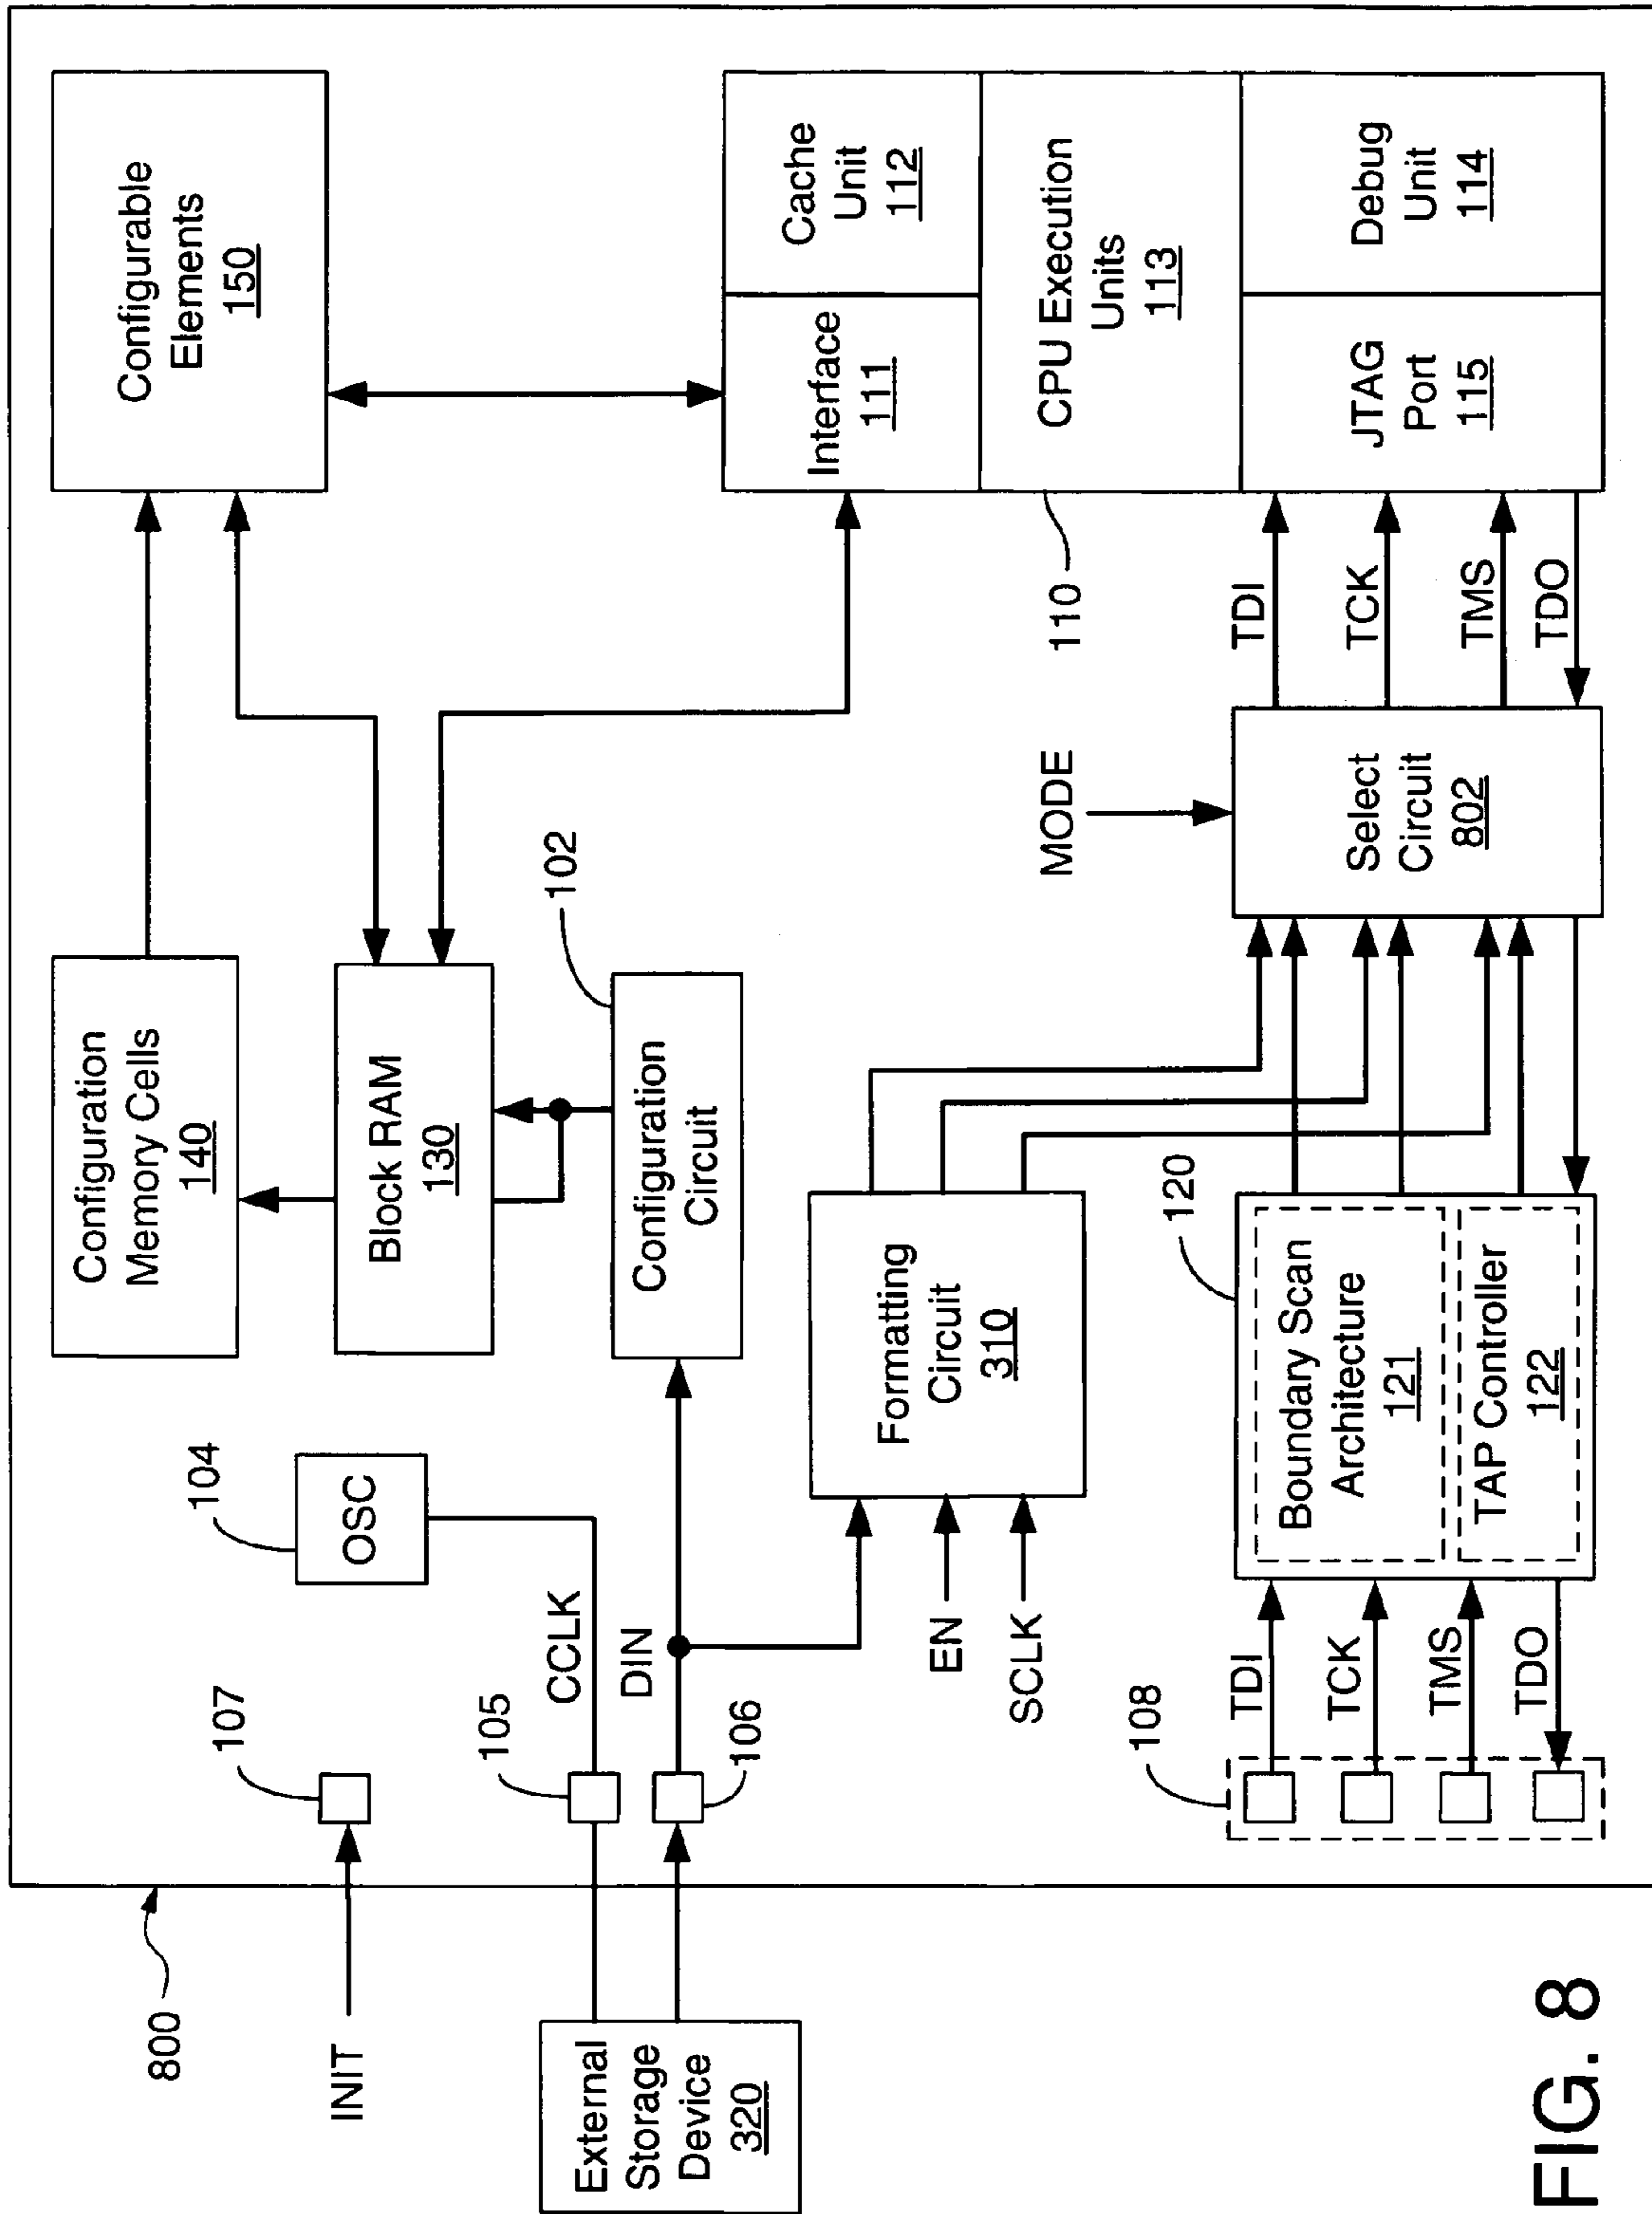 800
INIT
107
104
OSC
Configuration
Memory Cells
140
Configurable
Elements
150
External
Storage
Device
320
105
CCLK
DIN
106
Block RAM
130
102
Configuration
Circuit
Interface
111
Cache
Unit
112
110
CPU Execution
Units
113
EN
SCLK
Formatting
Circuit
310
MODE
108
TDI
TCK
TMS
TDO
120
Boundary Scan
Architecture
121
TAP Controller
122
Select
Circuit
802
TDI
TCK
TMS
TDO
JTAG
Port
115
Debug
Unit
114
FIG. 8